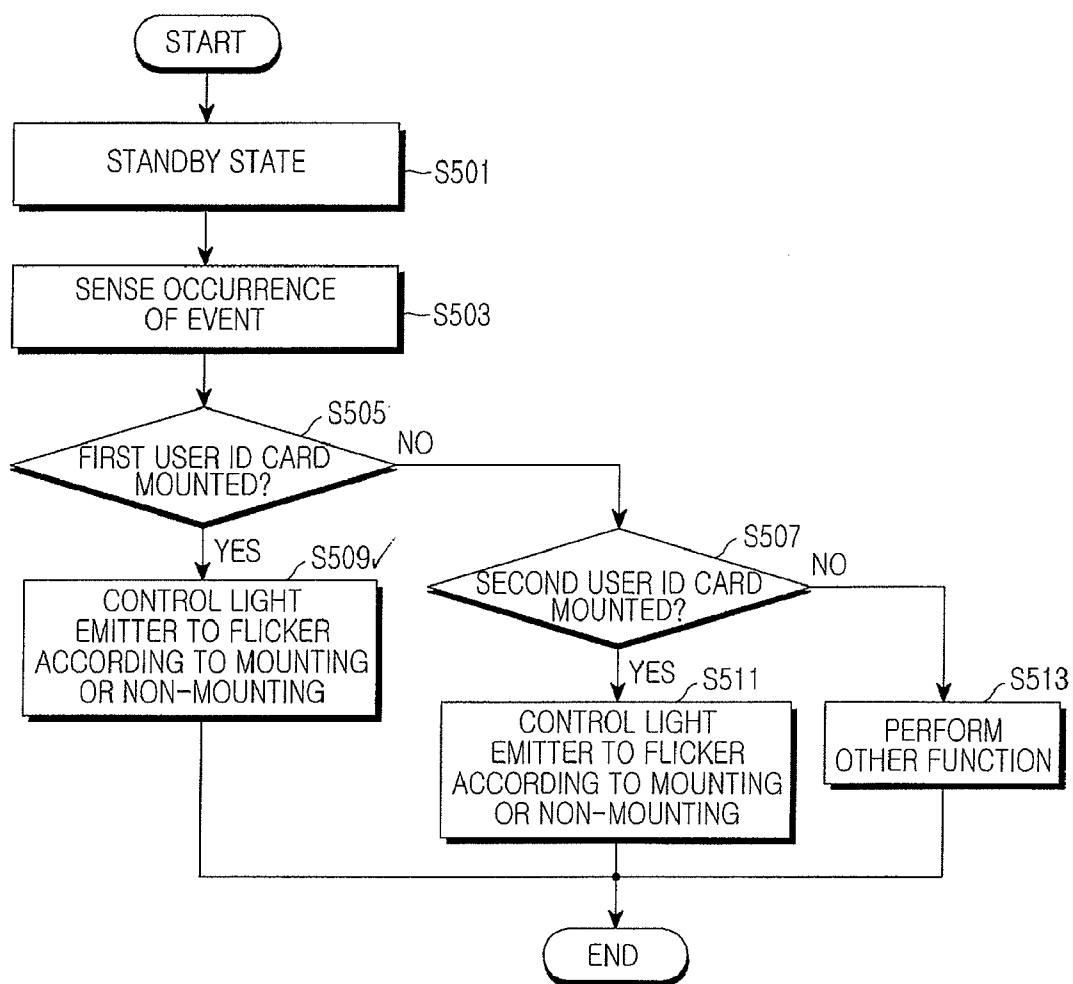 START
STANDBY STATE
S501
SENSE OCCURRENCE
OF EVENT
S503
S505
FIRST USER ID CARD
MOUNTED?
NO
YES
S507
SECOND USER ID CARD
MOUNTED?
NO
YES
S509
CONTROL LIGHT
EMITTER TO FLICKER
ACCORDING TO MOUNTING
OR NON-MOUNTING
S511
CONTROL LIGHT
EMITTER TO FLICKER
ACCORDING TO MOUNTING
OR NON-MOUNTING
S513
PERFORM
OTHER FUNCTION
END